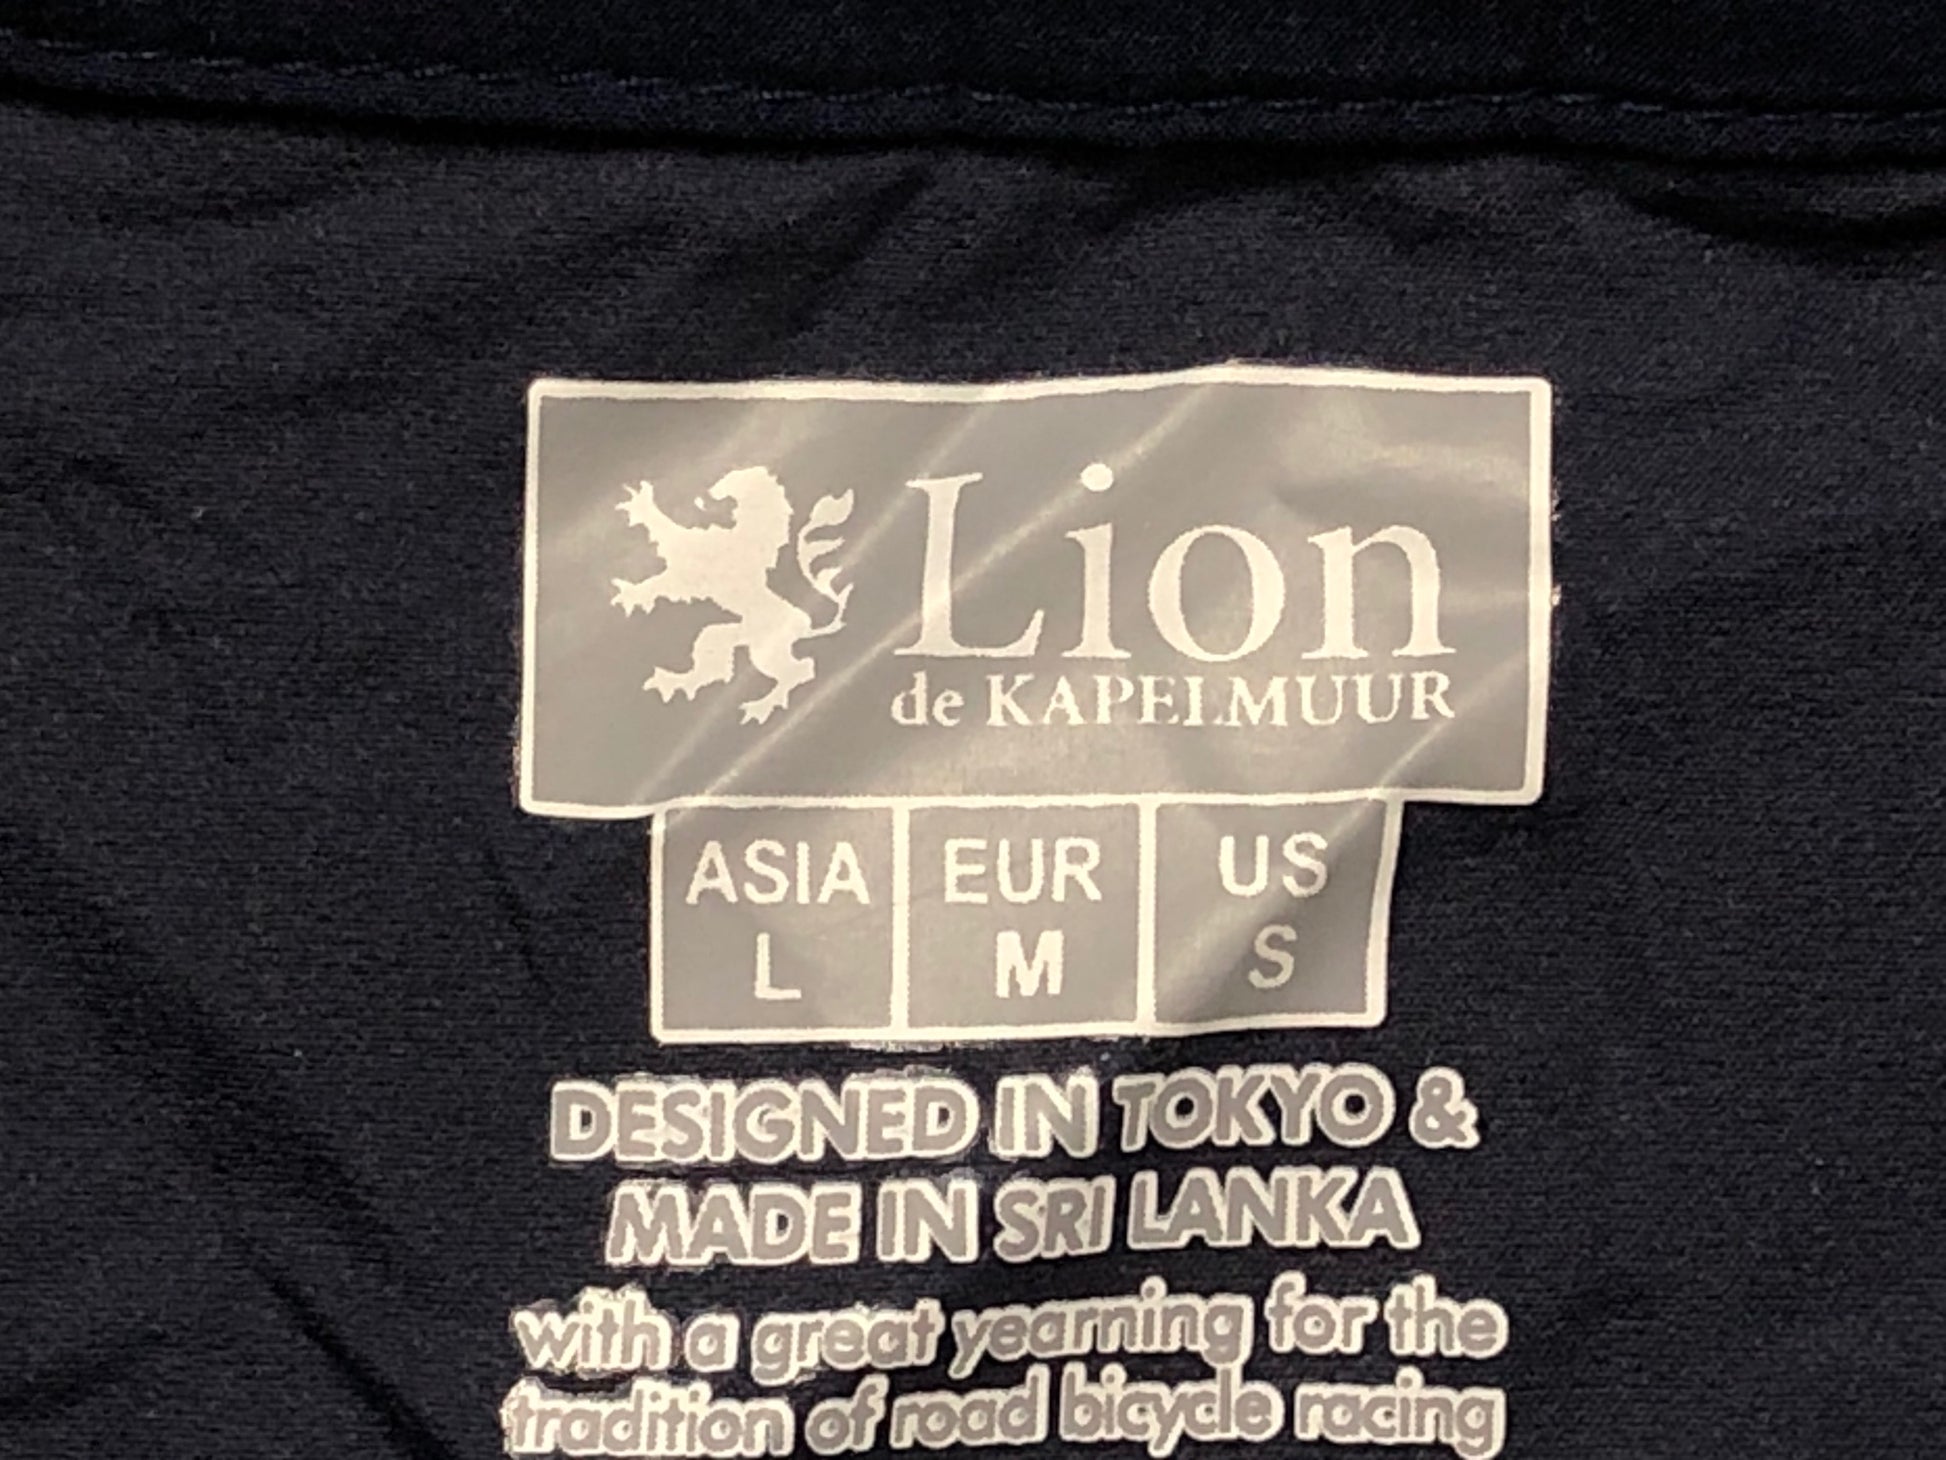 Lion
de KAPELMUUR
ASIA EUR US
L M S
DESIGNED IN TOKYO &
MADE IN SRI LANKA
with a great yearning for the
tradition of road bicycle racing